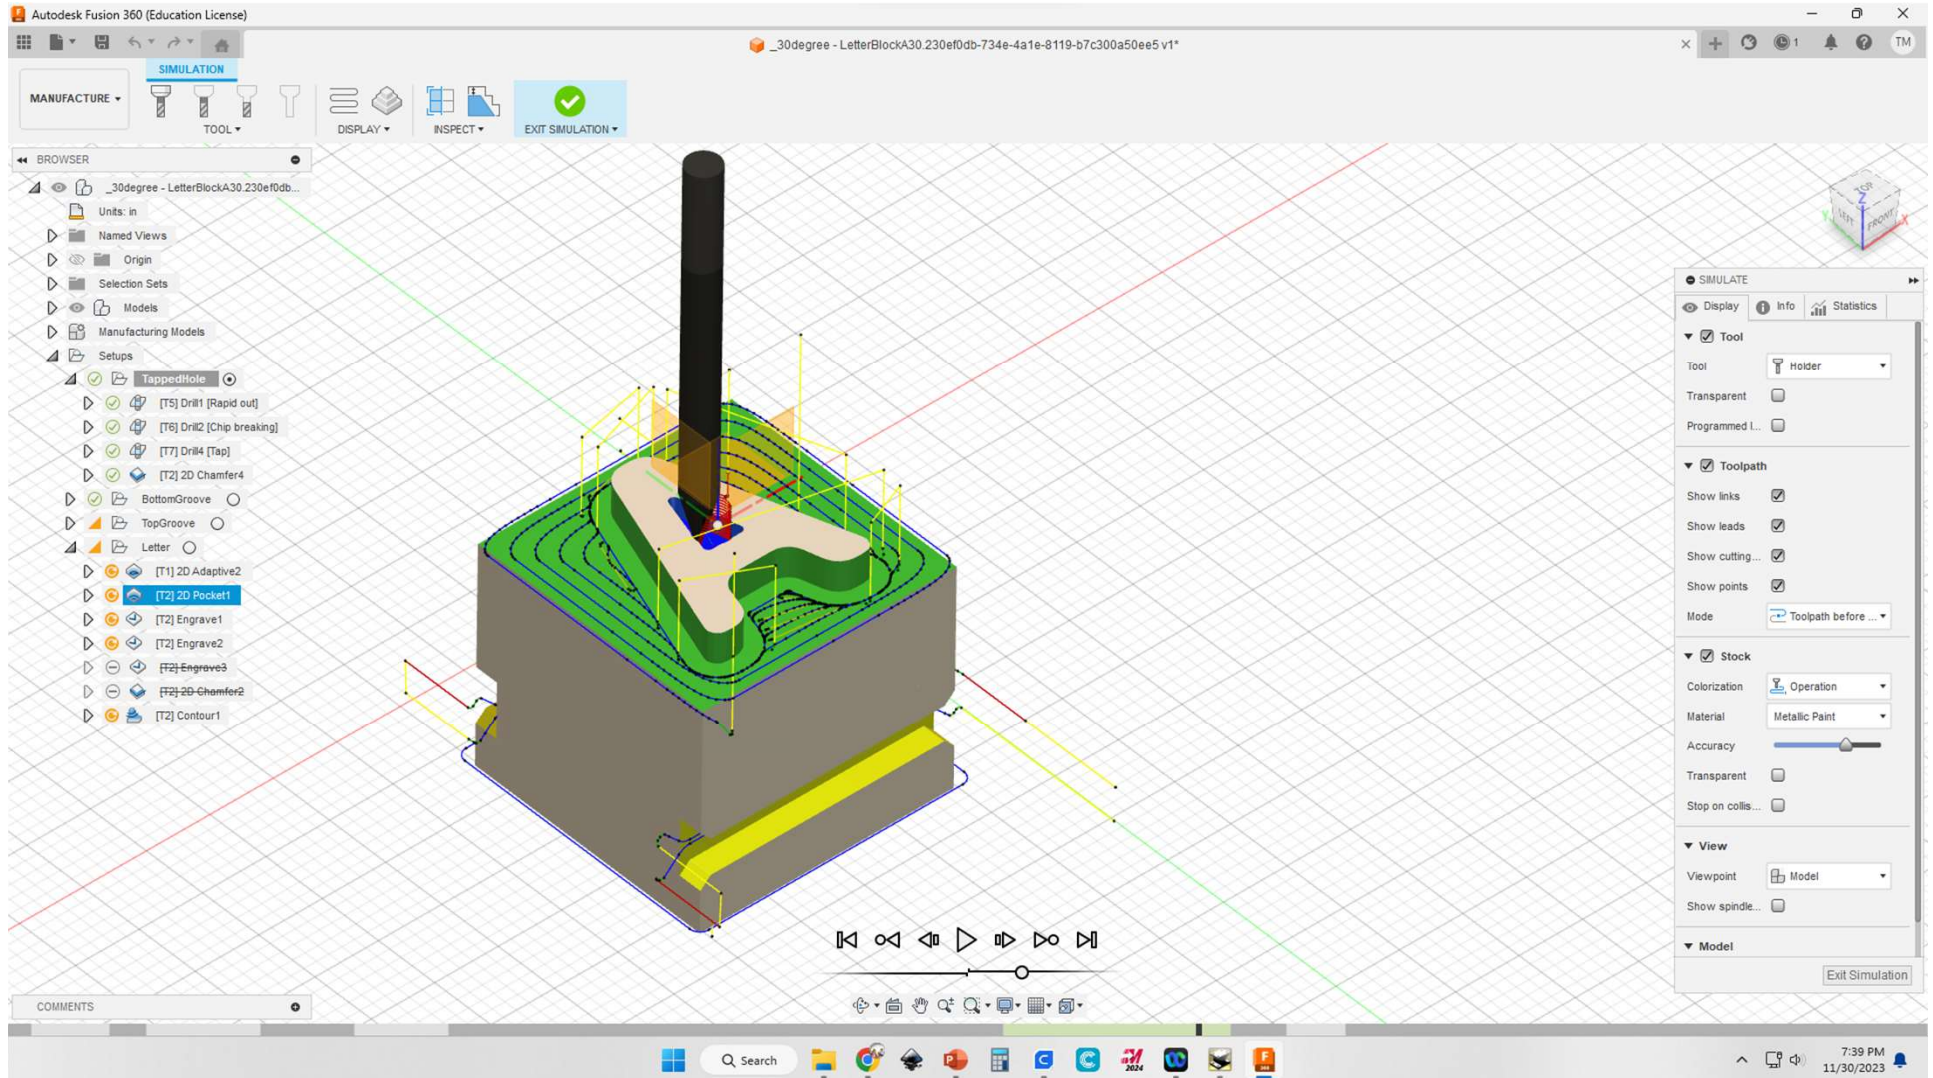 Autodesk Fusion 360 (Education License)
_30degree - LetterBlockA30.230ef0db-734e-4a1e-8119-b7c300a50ee5 v1*
1
TM
SIMULATION
MANUFACTURE
TOOL
DISPLAY
INSPECT
EXIT SIMULATION
BROWSER
_30degree - LetterBlockA30.230ef0db...
Units: in
Named Views
Origin
Selection Sets
Models
Manufacturing Models
Setups
TappedHole
[T5] Drill1 [Rapid out]
[T6] Drill2 [Chip breaking]
[T7] Drill4 [Tap]
[T2] 2D Chamfer4
BottomGroove
TopGroove
Letter
[T1] 2D Adaptive2
[T2] 2D Pocket1
[T2] Engrave1
[T2] Engrave2
[T2] Engrave3
[T2] 2D Chamfer2
[T2] Contour1
TOP
Z
Y
LEFT
FRONT
X
SIMULATE
Display
Info
Statistics
Tool
Tool
Holder
Transparent
Programmed l...
Toolpath
Show links
Show leads
Show cutting...
Show points
Mode
Toolpath before ...
Stock
Colorization
Operation
Material
Metallic Paint
Accuracy
Transparent
Stop on collis...
View
Viewpoint
Model
Show spindle...
Model
Exit Simulation
COMMENTS
Search
2024
7:39 PM
11/30/2023